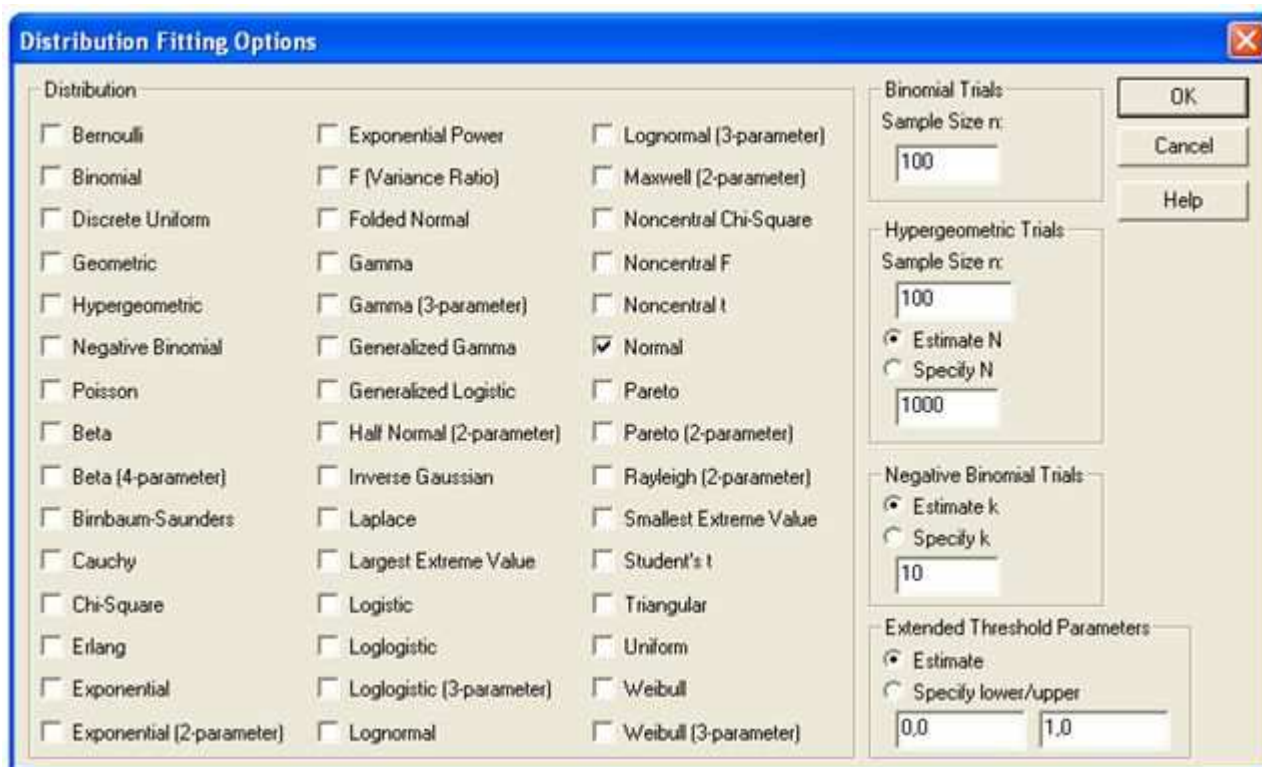 Distribution Fitting Options
Distribution
Bernoulli
Binomial
Discrete Uniform
Geometric
Hypergeometric
Negative Binomial
Poisson
Beta
Beta (4-parameter)
Birnbaum-Saunders
Cauchy
Chi-Square
Erlang
Exponential
Exponential (2-parameter)
Exponential Power
F (Variance Ratio)
Folded Normal
Gamma
Gamma (3-parameter)
Generalized Gamma
Generalized Logistic
Half Normal (2-parameter)
Inverse Gaussian
Laplace
Largest Extreme Value
Logistic
Loglogistic
Loglogistic (3-parameter)
Lognormal
Lognormal (3-parameter)
Maxwell (2-parameter)
Noncentral Chi-Square
Noncentral F
Noncentral t
Normal
Pareto
Pareto (2-parameter)
Rayleigh (2-parameter)
Smallest Extreme Value
Student's t
Triangular
Uniform
Weibull
Weibull (3-parameter)
Binomial Trials
Sample Size n:
100
Hypergeometric Trials
Sample Size n:
100
Estimate N
Specify N
1000
Negative Binomial Trials
Estimate k
Specify k
10
Extended Threshold Parameters
Estimate
Specify lower/upper
0,0
1,0
OK
Cancel
Help